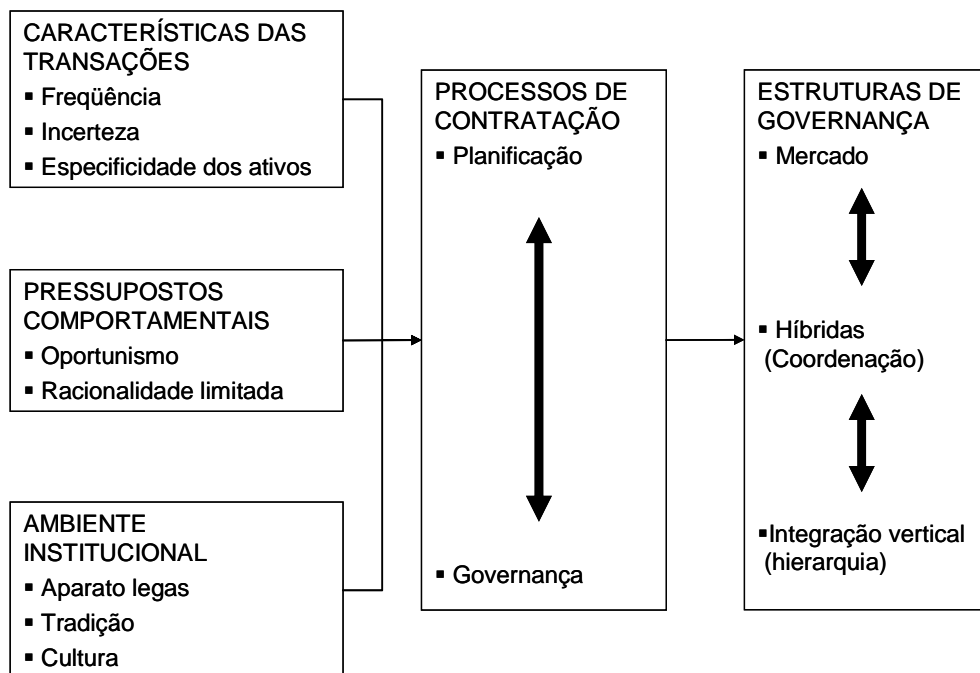 CARACTERÍSTICAS DAS
TRANSAÇÕES
▪ Freqüência
▪ Incerteza
▪ Especificidade dos ativos
PRESSUPOSTOS
COMPORTAMENTAIS
▪ Oportunismo
▪ Racionalidade limitada
AMBIENTE
INSTITUCIONAL
▪ Aparato legas
▪ Tradição
▪ Cultura
PROCESSOS DE
CONTRATAÇÃO
▪ Planificação
▪ Governança
ESTRUTURAS DE
GOVERNANÇA
▪ Mercado
▪ Híbridas
(Coordenação)
▪Integração vertical
(hierarquia)